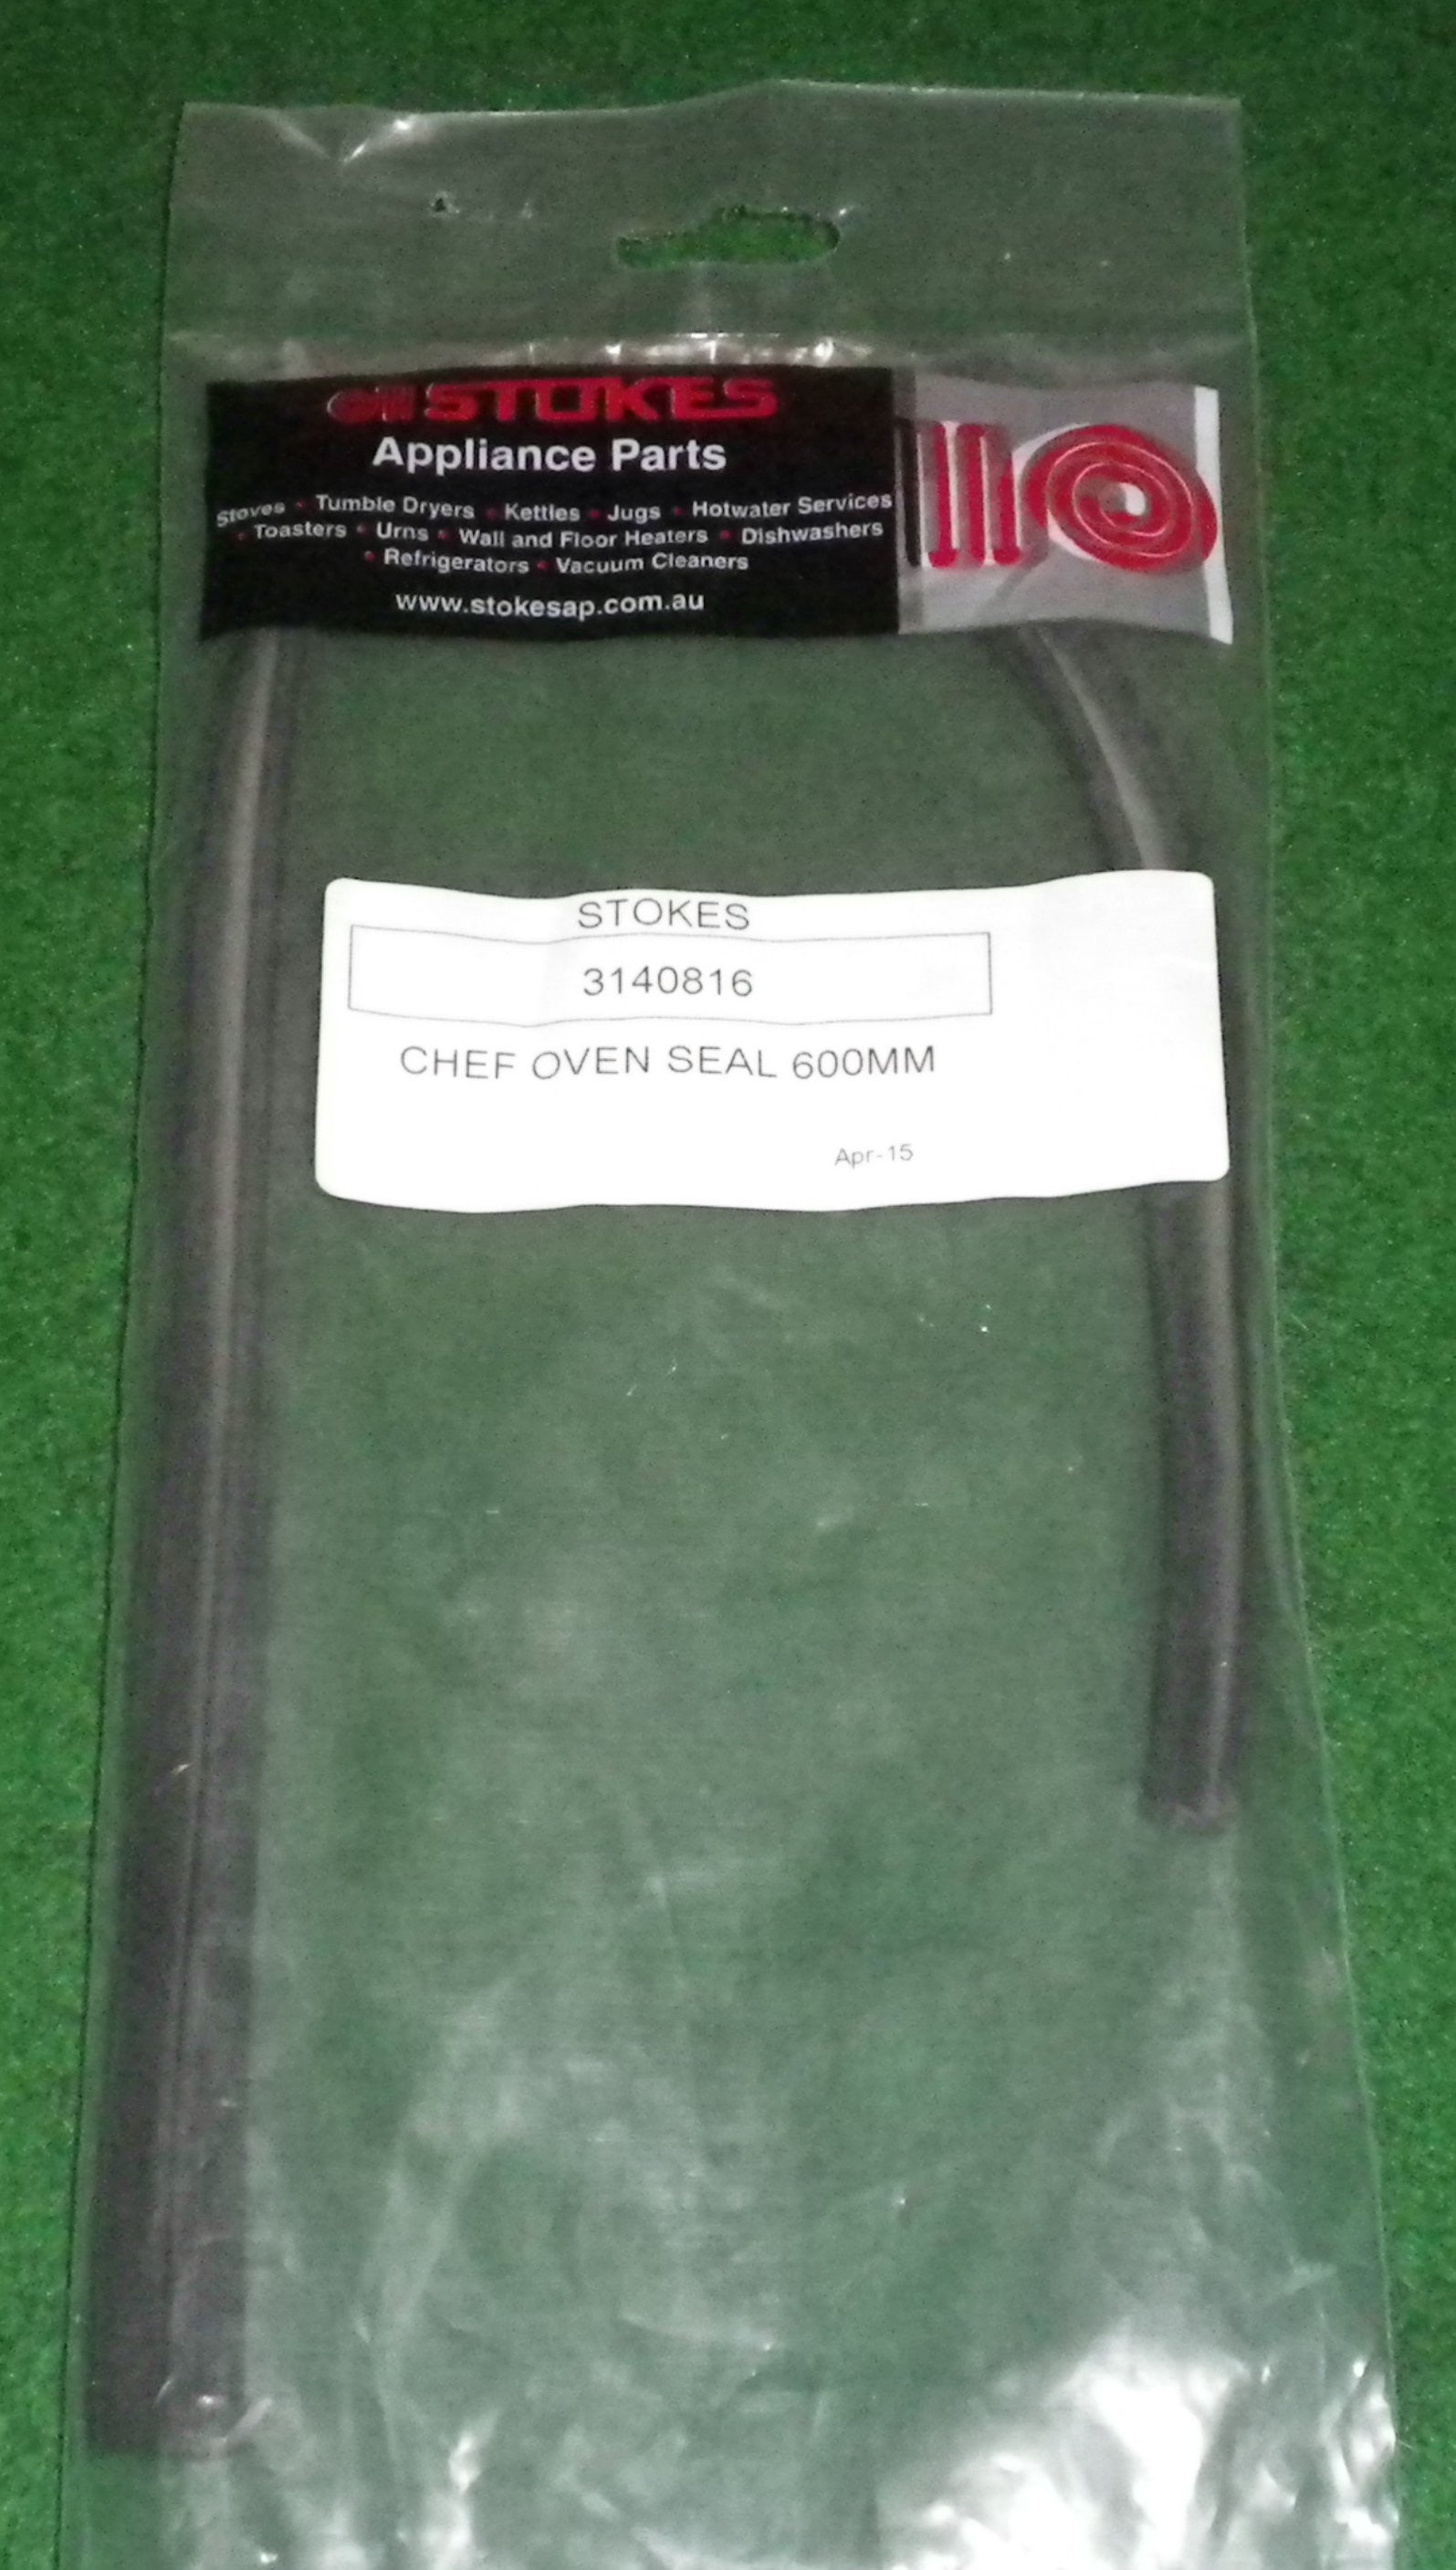 STOKES
Appliance Parts
Stoves • Tumble Dryers • Kettles • Jugs • Hotwater Services
• Toasters • Urns • Wall and Floor Heaters • Dishwashers
• Refrigerators • Vacuum Cleaners
www.stokesap.com.au
STOKES
3140816
CHEF OVEN SEAL 600MM
Apr-15